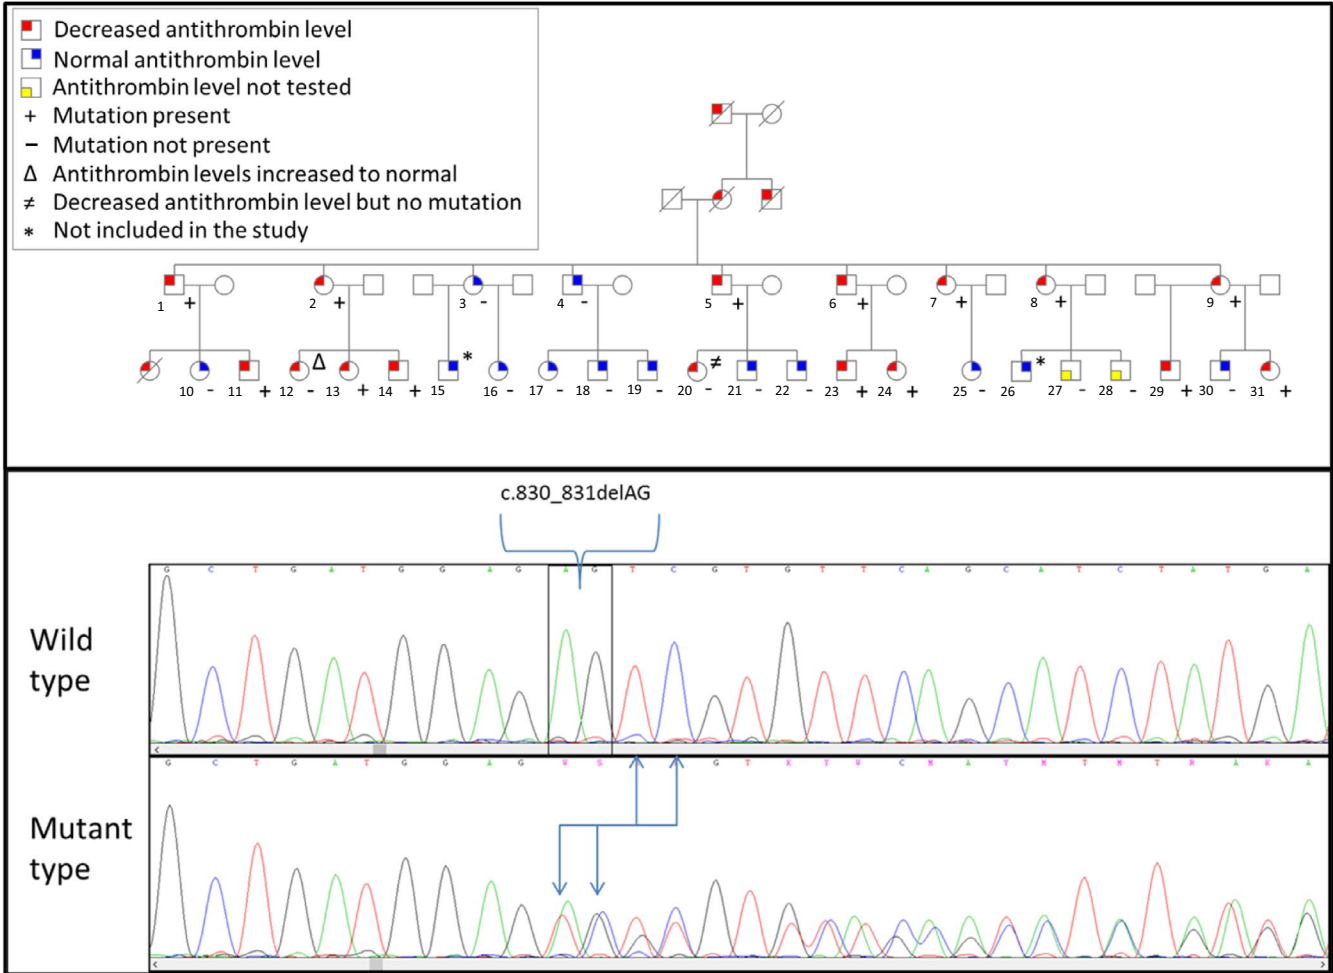 Decreased antithrombin level
Normal antithrombin level
Antithrombin level not tested
+ Mutation present
− Mutation not present
Δ Antithrombin levels increased to normal
≠ Decreased antithrombin level but no mutation
* Not included in the study
1 + 2 + 3 - 4 - 5 + 6 + 7 + 8 + 9 +
Δ * ≠ *
10 - 11 + 12 - 13 + 14 + 15 16 - 17 - 18 - 19 - 20 - 21 - 22 - 23 + 24 + 25 - 26 27 - 28 - 29 + 30 - 31 +
c.830_831delAG
G C T G A T G G A G A G T C G T G T T C A G C A T C T A T G A
Wild
type
G C T G A T G G A G W S G T K Y W C M A Y M T M T R A K A
Mutant
type